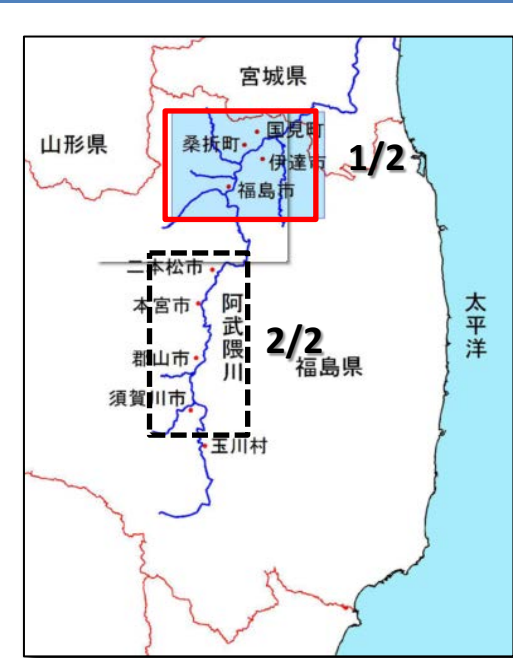 宮城県
山形県
国見町
桑折町
伊達市
1/2
福島市
二本松市
本宮市
阿武隈川
太平洋
2/2
郡山市
福島県
須賀川市
玉川村